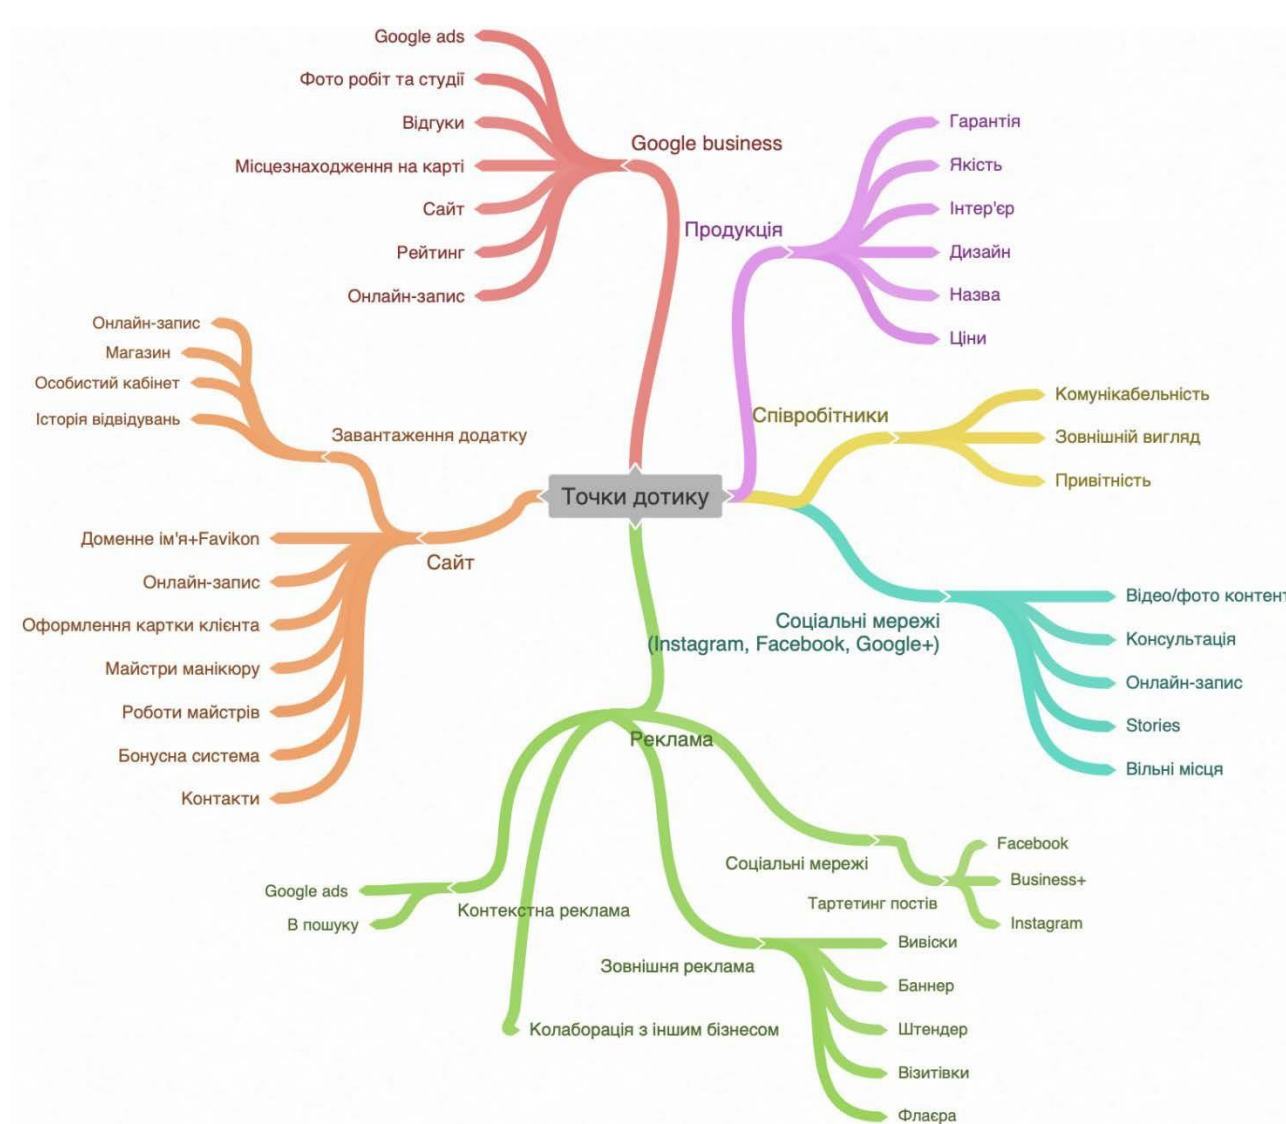 Google ads
Фото робіт та студії
Відгуки
Місцезнаходження на карті
Сайт
Рейтинг
Онлайн-запис
Google business
Продукція
Гарантія
Якість
Інтер'єр
Дизайн
Назва
Ціни
Співробітники
Комунікабельність
Зовнішній вигляд
Привітність
Точки дотику
Онлайн-запис
Магазин
Особистий кабінет
Історія відвідувань
Завантаження додатку
Сайт
Доменне ім'я+Favikon
Онлайн-запис
Оформлення картки клієнта
Майстри манікюру
Роботи майстрів
Бонусна система
Контакти
Соціальні мережі
(Instagram, Facebook, Google+)
Відео/фото контент
Консультація
Онлайн-запис
Stories
Вільні місця
Реклама
Соціальні мережі
Тартетинг постів
Facebook
Business+
Instagram
Контекстна реклама
Google ads
В пошуку
Зовнішня реклама
Вивіски
Баннер
Штендер
Візитівки
Флаєра
Колаборація з іншим бізнесом